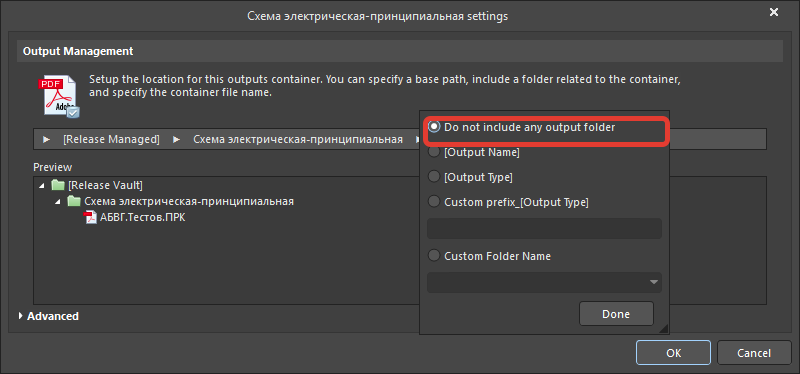 Схема электрическая-принципиальная settings
Output Management
Setup the location for this outputs container. You can specify a base path, include a folder related to the container,
and specify the container file name.
PDF
Adobe
[Release Managed]
Схема электрическая-принципиальная
Preview
[Release Vault]
Схема электрическая-принципиальная
АБВГ.Тестов.ПРК
Do not include any output folder
[Output Name]
[Output Type]
Custom prefix_[Output Type]
Custom Folder Name
Done
Advanced
OK
Cancel